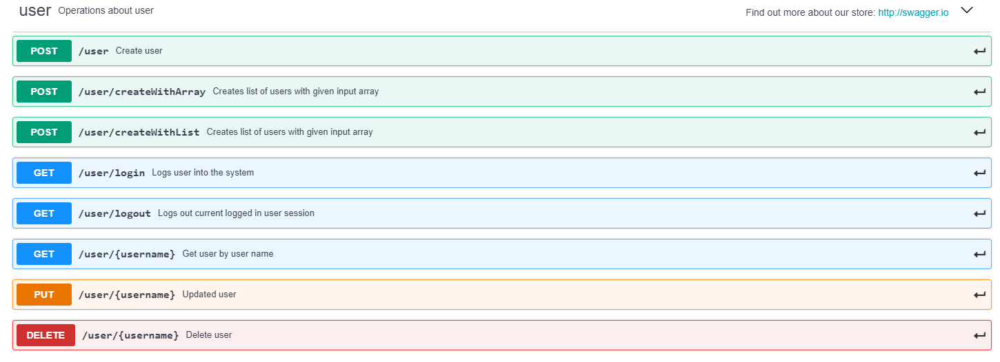 user Operations about user Find out more about our store: http://swagger.io
POST /user Create user
POST /user/createWithArray Creates list of users with given input array
POST /user/createWithList Creates list of users with given input array
GET /user/login Logs user into the system
GET /user/logout Logs out current logged in user session
GET /user/{username} Get user by user name
PUT /user/{username} Updated user
DELETE /user/{username} Delete user